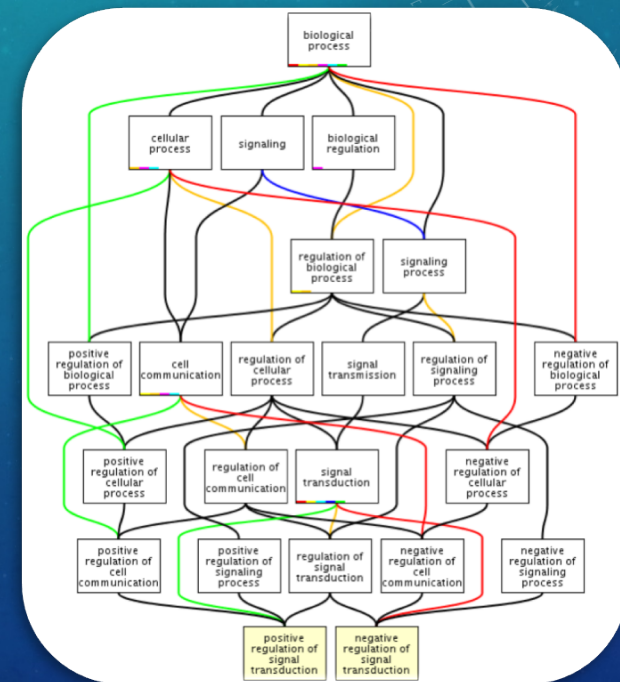 biological
process
cellular
process
signaling
biological
regulation
regulation of
biological
process
signaling
process
positive
regulation of
biological
process
cell
communication
regulation of
cellular
process
signal
transmission
regulation of
signaling
process
negative
regulation of
biological
process
positive
regulation of
cellular
process
regulation of
cell
communication
signal
transduction
negative
regulation of
cellular
process
positive
regulation of
cell
communication
positive
regulation of
signaling
process
regulation of
signal
transduction
negative
regulation of
cell
communication
negative
regulation of
signaling
process
positive
regulation of
signal
transduction
negative
regulation of
signal
transduction